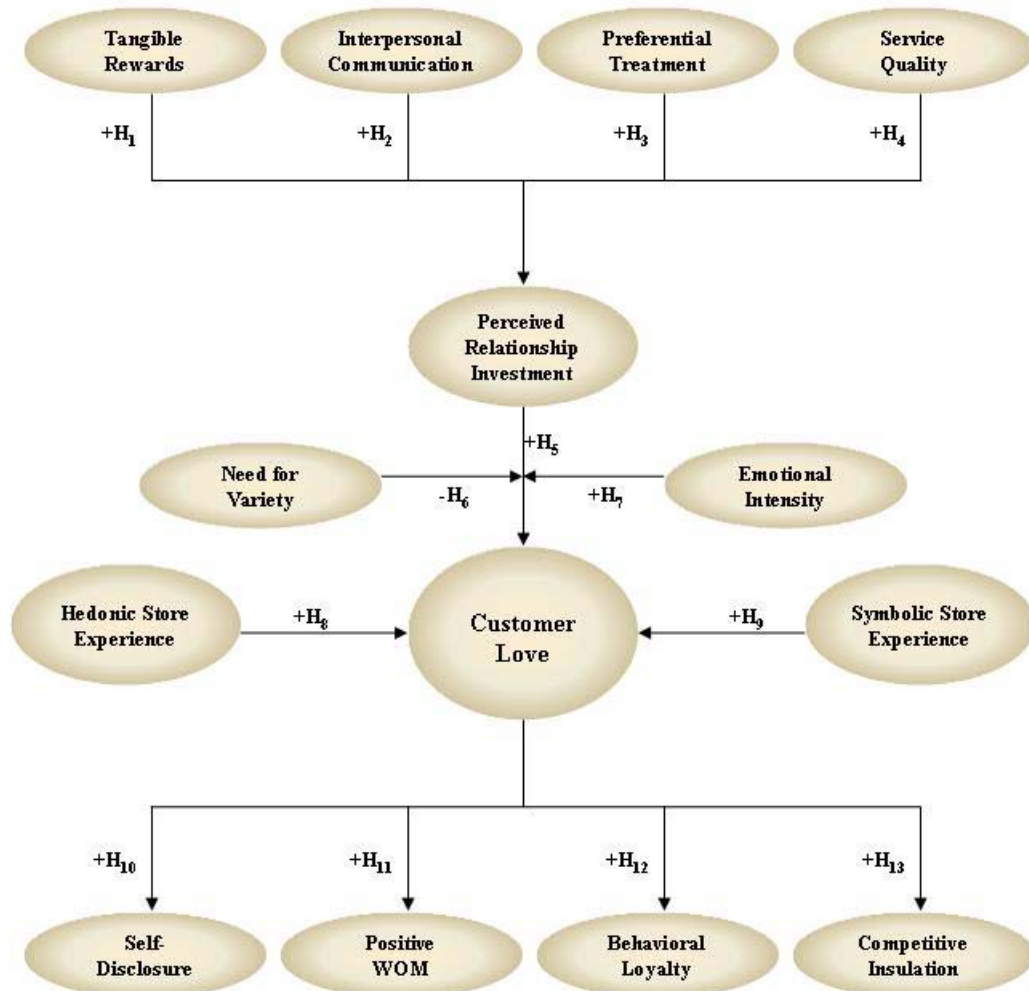 Tangible
Rewards
Interpersonal
Communication
Preferential
Treatment
Service
Quality
+H₁
+H₂
+H₃
+H₄
Perceived
Relationship
Investment
+H₅
Need for
Variety
-H₆
+H₇
Emotional
Intensity
Hedonic Store
Experience
+H₈
Customer
Love
+H₉
Symbolic Store
Experience
+H₁₀
+H₁₁
+H₁₂
+H₁₃
Self-
Disclosure
Positive
WOM
Behavioral
Loyalty
Competitive
Insulation